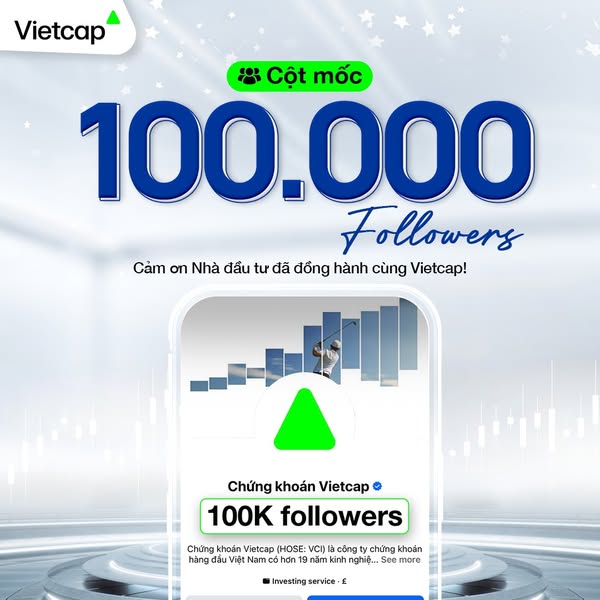 Vietcap
Cột mốc
100.000
Followers
Cảm ơn Nhà đầu tư đã đồng hành cùng Vietcap!
Chứng khoán Vietcap
100K followers
Chứng khoán Vietcap (HOSE: VCI) là công ty chứng khoán
hàng đầu Việt Nam có hơn 19 năm kinh nghiệ... See more
Investing service · £